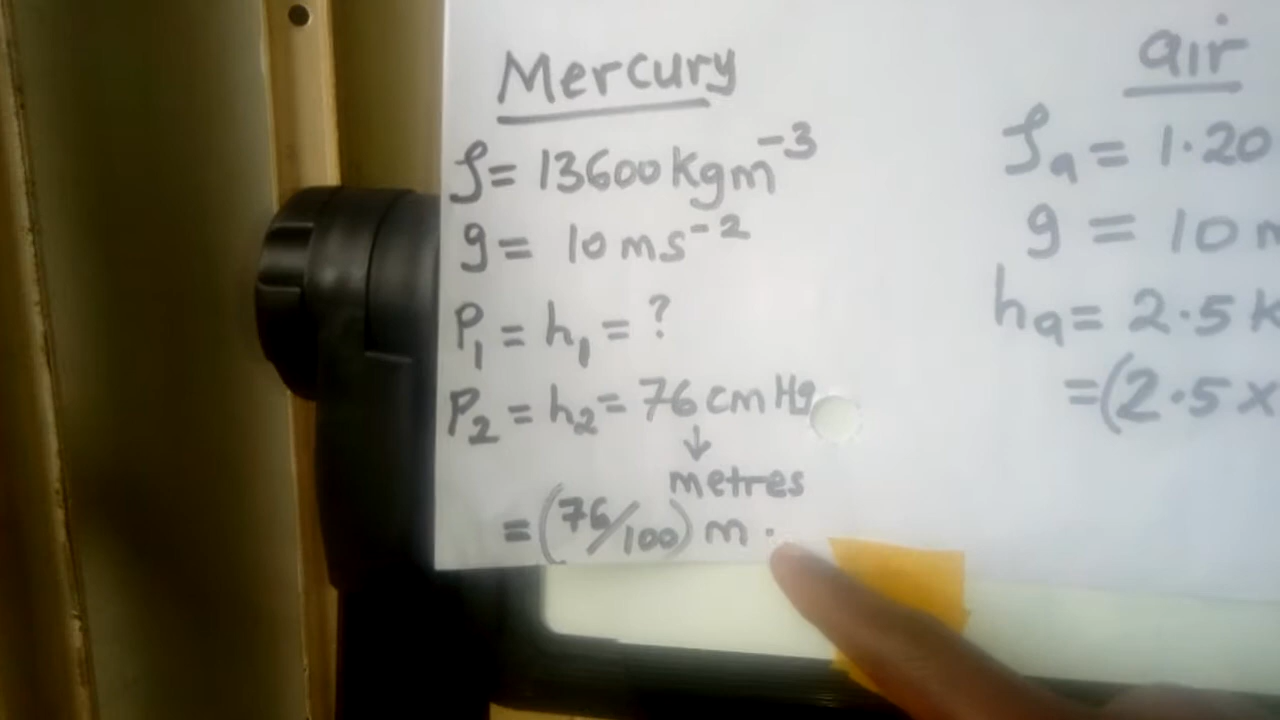 Mercury
ρ = 13600 kgm⁻³
g = 10 ms⁻²
P₁ = h₁ = ?
P₂ = h₂ = 76 cm Hg
↓
metres
= (76/100) m.
air
ρₐ = 1.20
g = 10 m
hₐ = 2.5 k
= (2.5 x